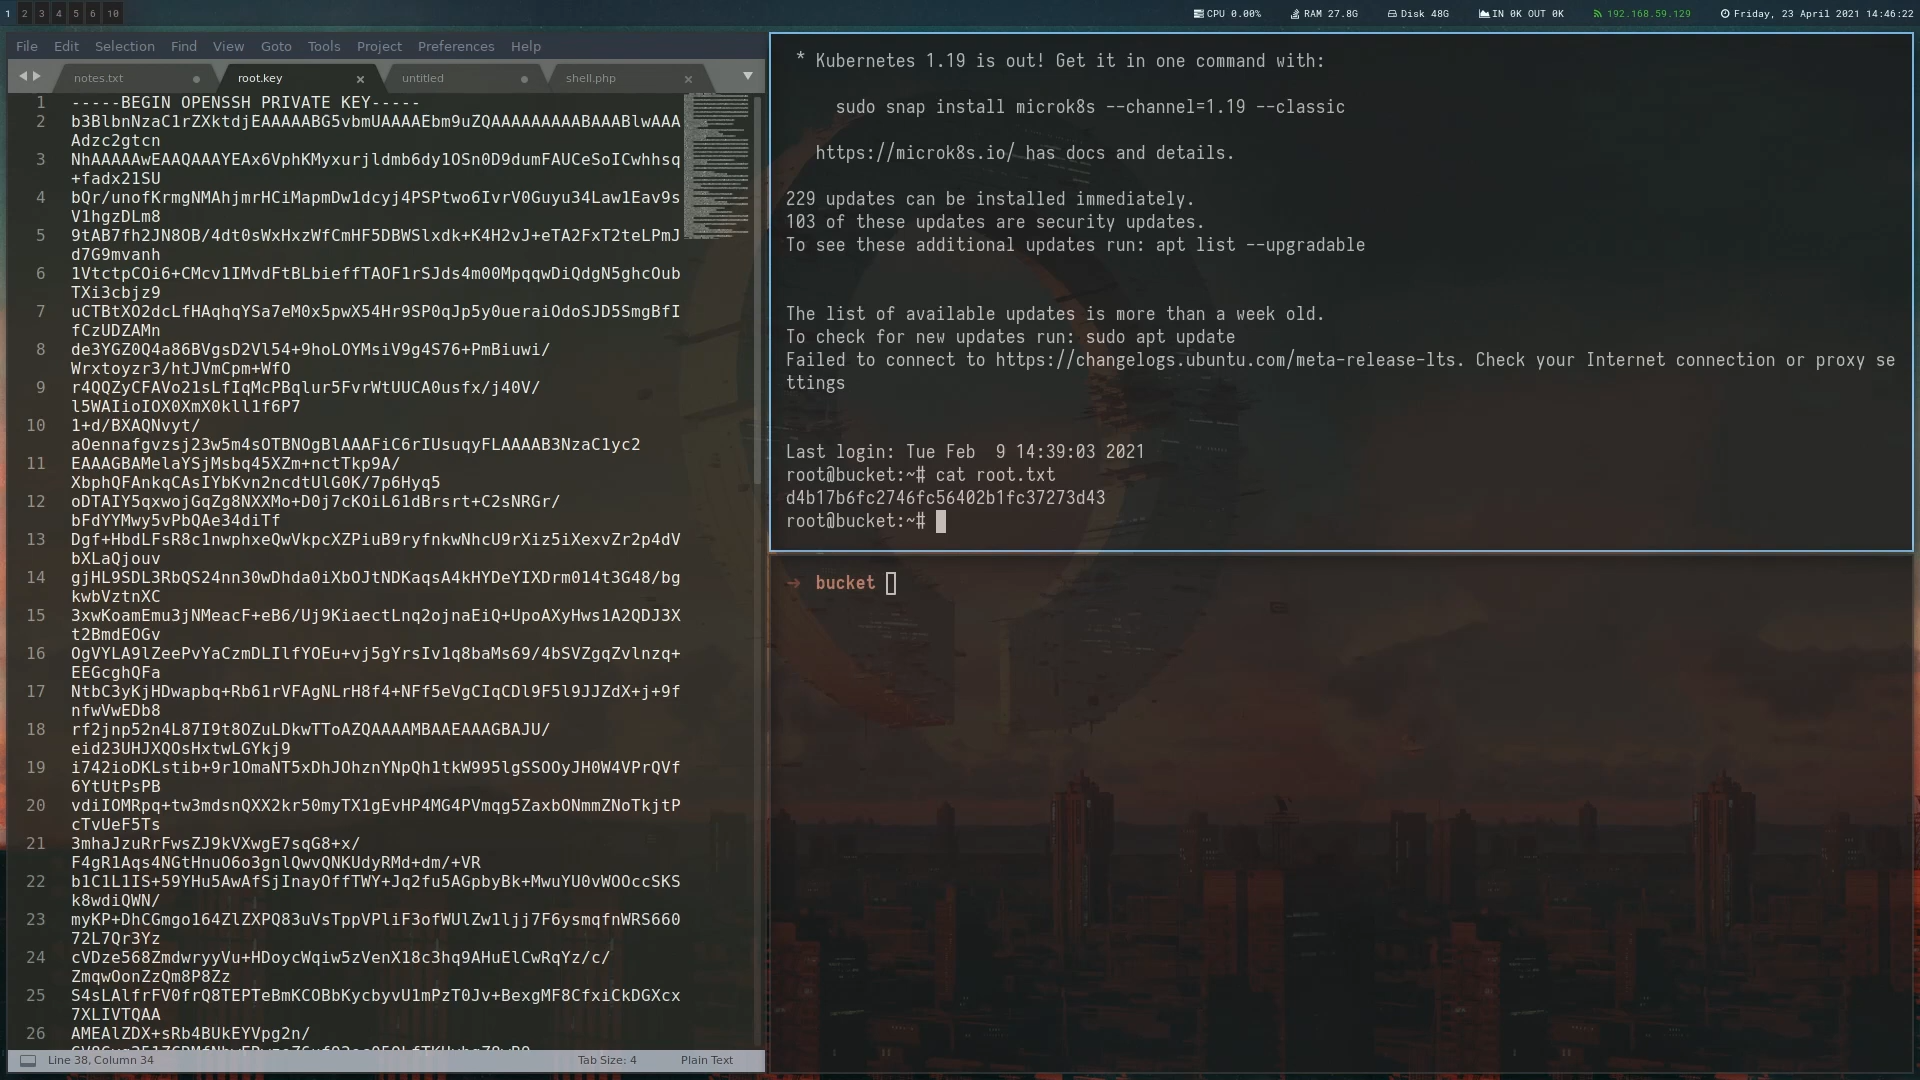 1 2 3 4 5 6 10
CPU 0.00% RAM 27.8G Disk 48G IN 0K OUT 0K 192.168.59.129 Friday, 23 April 2021 14:46:22
File Edit Selection Find View Goto Tools Project Preferences Help
notes.txt root.key untitled shell.php
1 -----BEGIN OPENSSH PRIVATE KEY-----
2 b3BlbnNzaC1rZXktdjEAAAAABG5vbmUAAAAEbm9uZQAAAAAAAAABAAABlwAAA
Adzc2gtcn
3 NhAAAAAwEAAQAAAYEAx6VphKMyxurjldmb6dy1OSn0D9dumFAUCeSoICwhhsq
+fadx21SU
4 bQr/unofKrmgNMAhjmrHCiMapmDw1dcyj4PSPtwo6IvrV0Guyu34Law1Eav9s
V1hgzDLm8
5 9tAB7fh2JN8OB/4dt0sWxHxzWfCmHF5DBWSlxdk+K4H2vJ+eTA2FxT2teLPmJ
d7G9mvanh
6 1VtctpCOi6+CMcv1IMvdFtBLbieffTAOF1rSJds4m00MpqqwDiQdgN5ghcOub
TXi3cbjz9
7 uCTBtXO2dcLfHAqhqYSa7eM0x5pwX54Hr9SP0qJp5y0ueraiOdoSJD5SmgBfI
fCzUDZAMn
8 de3YGZ0Q4a86BVgsD2Vl54+9hoLOYMsiV9g4S76+PmBiuwi/
Wrxtoyzr3/htJVmCpm+WfO
9 r4QQZyCFAVo21sLfIqMcPBqlur5FvrWtUUCA0usfx/j40V/
l5WAIioIOX0XmX0kll1f6P7
10 1+d/BXAQNvyt/
aOennafgvzsj23w5m4sOTBNOgBlAAAFiC6rIUsuqyFLAAAAB3NzaC1yc2
11 EAAAGBAMelaYSjMsbq45XZm+nctTkp9A/
XbphQFAnkqCAsIYbKvn2ncdtUlG0K/7p6Hyq5
12 oDTAIY5qxwojGqZg8NXXMo+D0j7cKOiL61dBrsrt+C2sNRGr/
bFdYYMwy5vPbQAe34diTf
13 Dgf+HbdLFsR8c1nwphxeQwVkpcXZPiuB9ryfnkwNhcU9rXiz5iXexvZr2p4dV
bXLaQjouv
14 gjHL9SDL3RbQS24nn30wDhda0iXbOJtNDKaqsA4kHYDeYIXDrm014t3G48/bg
kwbVztnXC
15 3xwKoamEmu3jNMeacF+eB6/Uj9KiaectLnq2ojnaEiQ+UpoAXyHws1A2QDJ3X
t2BmdEOGv
16 OgVYLA9lZeePvYaCzmDLIlfYOEu+vj5gYrsIv1q8baMs69/4bSVZgqZvlnzq+
EEGcghQFa
17 NtbC3yKjHDwapbq+Rb61rVFAgNLrH8f4+NFf5eVgCIqCDl9F5l9JJZdX+j+9f
nfwVwEDb8
18 rf2jnp52n4L87I9t8OZuLDkwTToAZQAAAAMBAAEAAAGBAJU/
eid23UHJXQOsHxtwLGYkj9
19 i742ioDKLstib+9r1OmaNT5xDhJOhznYNpQh1tkW995lgSSOOyJH0W4VPrQVf
6YtUtPsPB
20 vdiIOMRpq+tw3mdsnQXX2kr50myTX1gEvHP4MG4PVmqg5ZaxbONmmZNoTkjtP
cTvUeF5Ts
21 3mhaJzuRrFwsZJ9kVXwgE7sqG8+x/
F4gR1Aqs4NGtHnuO6o3gnlQwvQNKUdyRMd+dm/+VR
22 b1C1L1IS+59YHu5AwAfSjInayOffTWY+Jq2fu5AGpbyBk+MwuYU0vWOOccSKS
k8wdiQWN/
23 myKP+DhCGmgo164ZlZXPQ83uVsTppVPliF3ofWUlZw1ljj7F6ysmqfnWRS660
72L7Qr3Yz
24 cVDze568ZmdwryyVu+HDoycWqiw5zVenX18c3hq9AHuElCwRqYz/c/
ZmqwOonZzQm8P8Zz
25 S4sLAlfrFV0frQ8TEPTeBmKCOBbKycbyvU1mPzT0Jv+BexgMF8CfxiCkDGXcx
7XLIVTQAA
26 AMEAlZDX+sRb4BUkEYVpg2n/
Line 38, Column 34 Tab Size: 4 Plain Text
* Kubernetes 1.19 is out! Get it in one command with:
sudo snap install microk8s --channel=1.19 --classic
https://microk8s.io/ has docs and details.
229 updates can be installed immediately.
103 of these updates are security updates.
To see these additional updates run: apt list --upgradable
The list of available updates is more than a week old.
To check for new updates run: sudo apt update
Failed to connect to https://changelogs.ubuntu.com/meta-release-lts. Check your Internet connection or proxy se
ttings
Last login: Tue Feb  9 14:39:03 2021
root@bucket:~# cat root.txt
d4b17b6fc2746fc56402b1fc37273d43
root@bucket:~#
➜ bucket